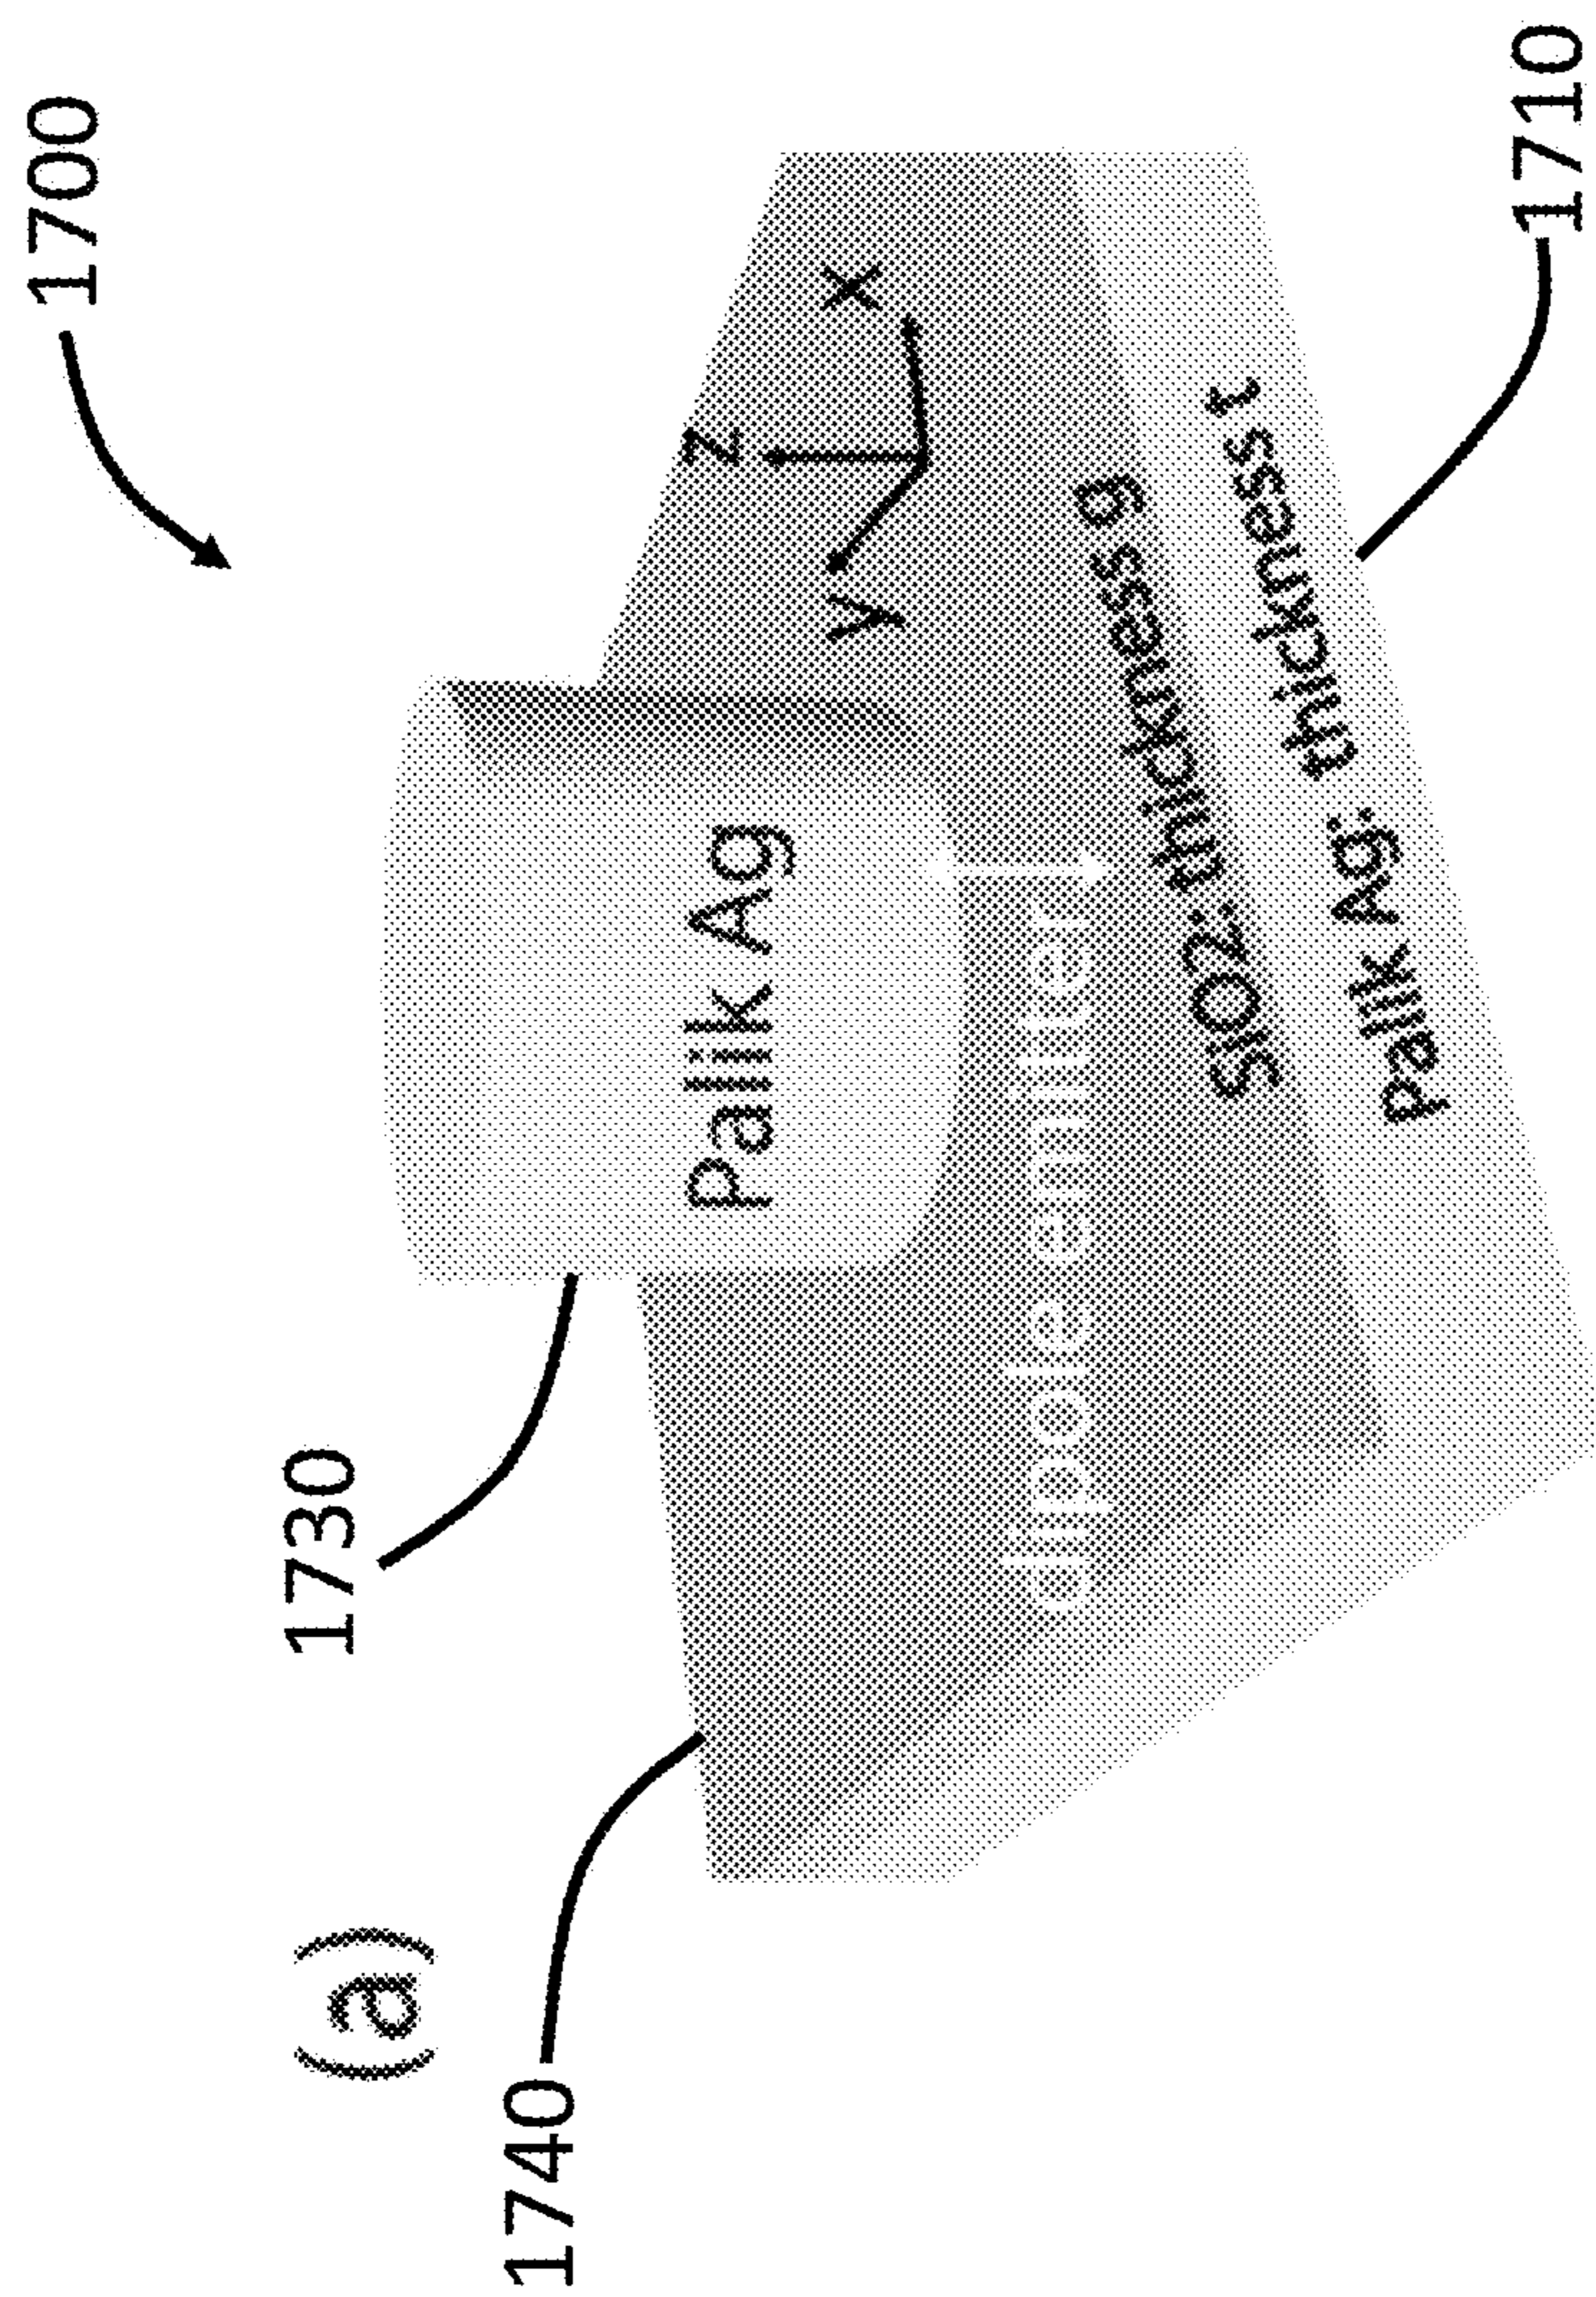 (a)
1700
1730
1740
Palik Ag
z
y
x
dipole emitter
SiO2: thickness g
Palik Ag: thickness t
1710